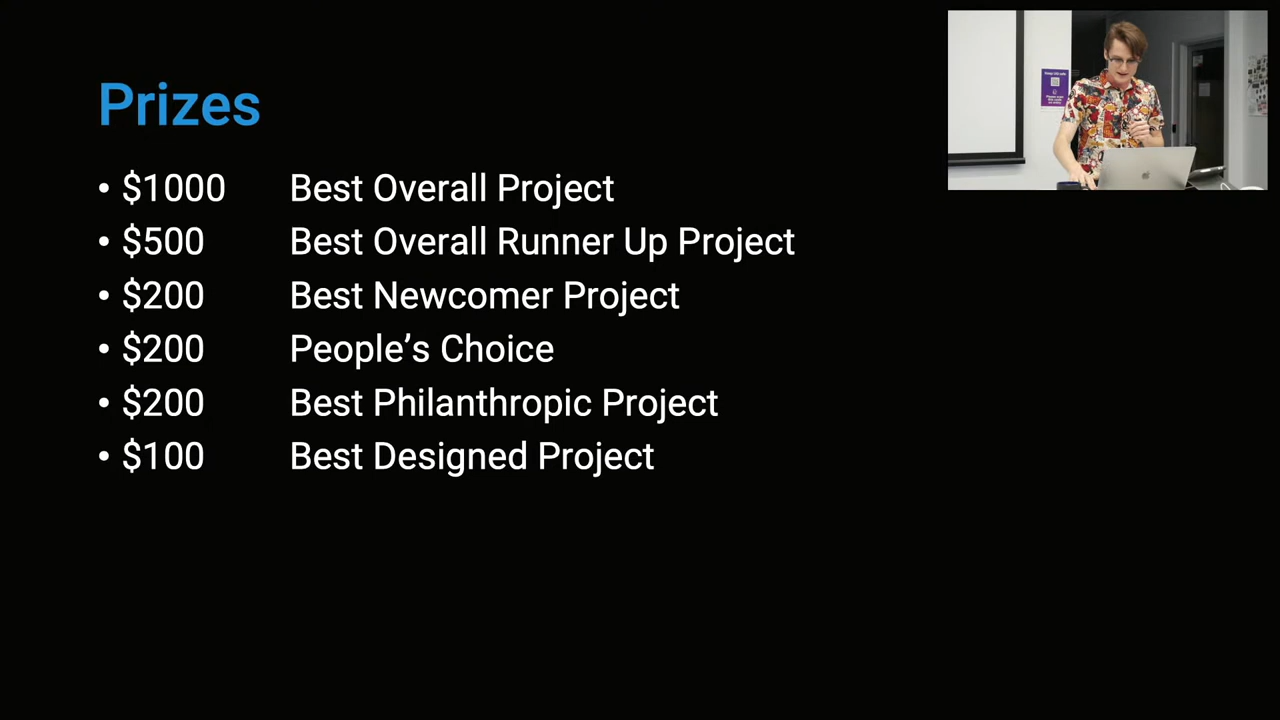 Prizes
• $1000 Best Overall Project
• $500 Best Overall Runner Up Project
• $200 Best Newcomer Project
• $200 People’s Choice
• $200 Best Philanthropic Project
• $100 Best Designed Project